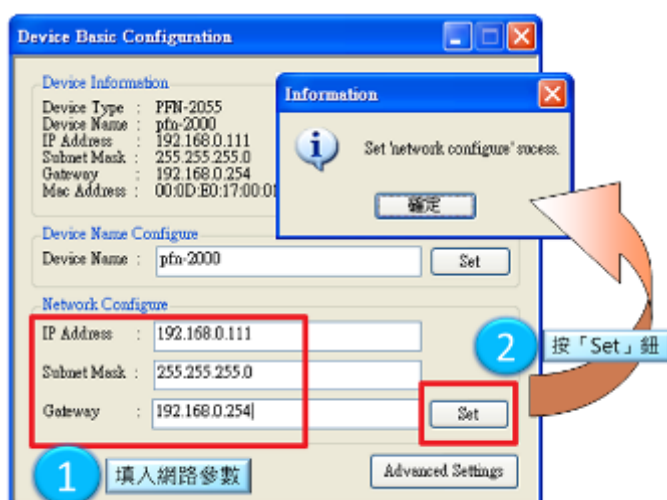 Device Basic Configuration
Device Information
Device Type : PFN-2055
Device Name : pfn-2000
IP Address : 192.168.0.111
Subnet Mask : 255.255.255.0
Gateway : 192.168.0.254
Mac Address : 00:0D:E0:17:00:0
Information
Set 'network configure' sucess.
確定
Device Name Configure
Device Name : pfn-2000
Set
Network Configure
IP Address : 192.168.0.111
Subnet Mask : 255.255.255.0
Gateway : 192.168.0.254
Set
2
按「Set」鈕
1
填入網路參數
Advanced Settings